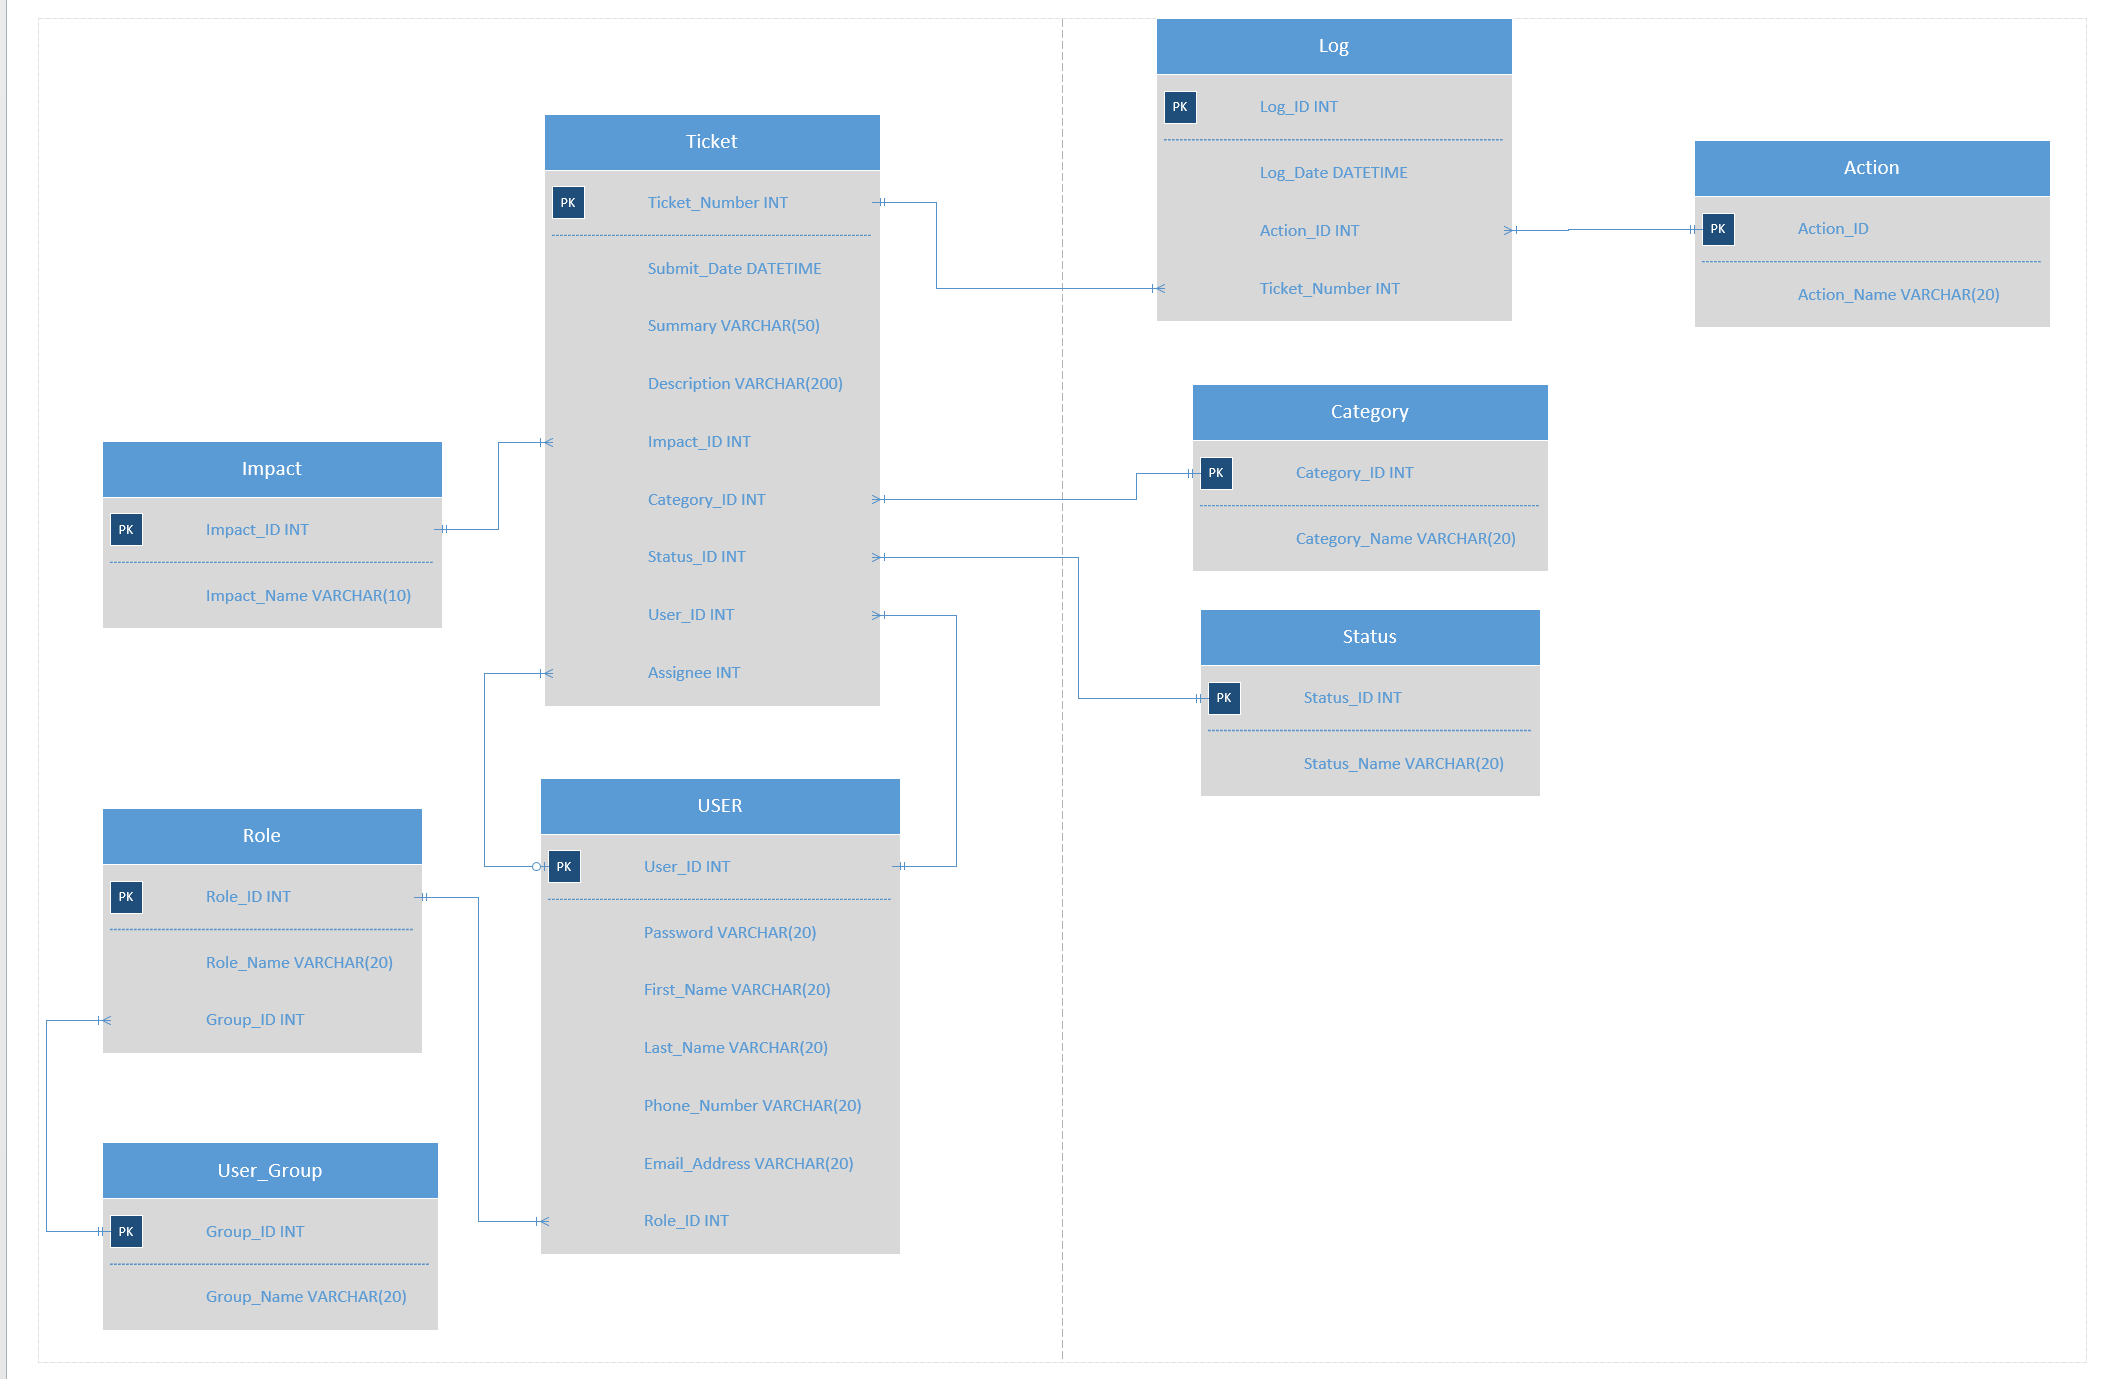 Log
PK Log_ID INT
Log_Date DATETIME
Action_ID INT
Ticket_Number INT
Ticket
PK Ticket_Number INT
Submit_Date DATETIME
Summary VARCHAR(50)
Description VARCHAR(200)
Impact_ID INT
Category_ID INT
Status_ID INT
User_ID INT
Assignee INT
Action
PK Action_ID
Action_Name VARCHAR(20)
Category
PK Category_ID INT
Category_Name VARCHAR(20)
Impact
PK Impact_ID INT
Impact_Name VARCHAR(10)
Status
PK Status_ID INT
Status_Name VARCHAR(20)
USER
PK User_ID INT
Password VARCHAR(20)
First_Name VARCHAR(20)
Last_Name VARCHAR(20)
Phone_Number VARCHAR(20)
Email_Address VARCHAR(20)
Role_ID INT
Role
PK Role_ID INT
Role_Name VARCHAR(20)
Group_ID INT
User_Group
PK Group_ID INT
Group_Name VARCHAR(20)